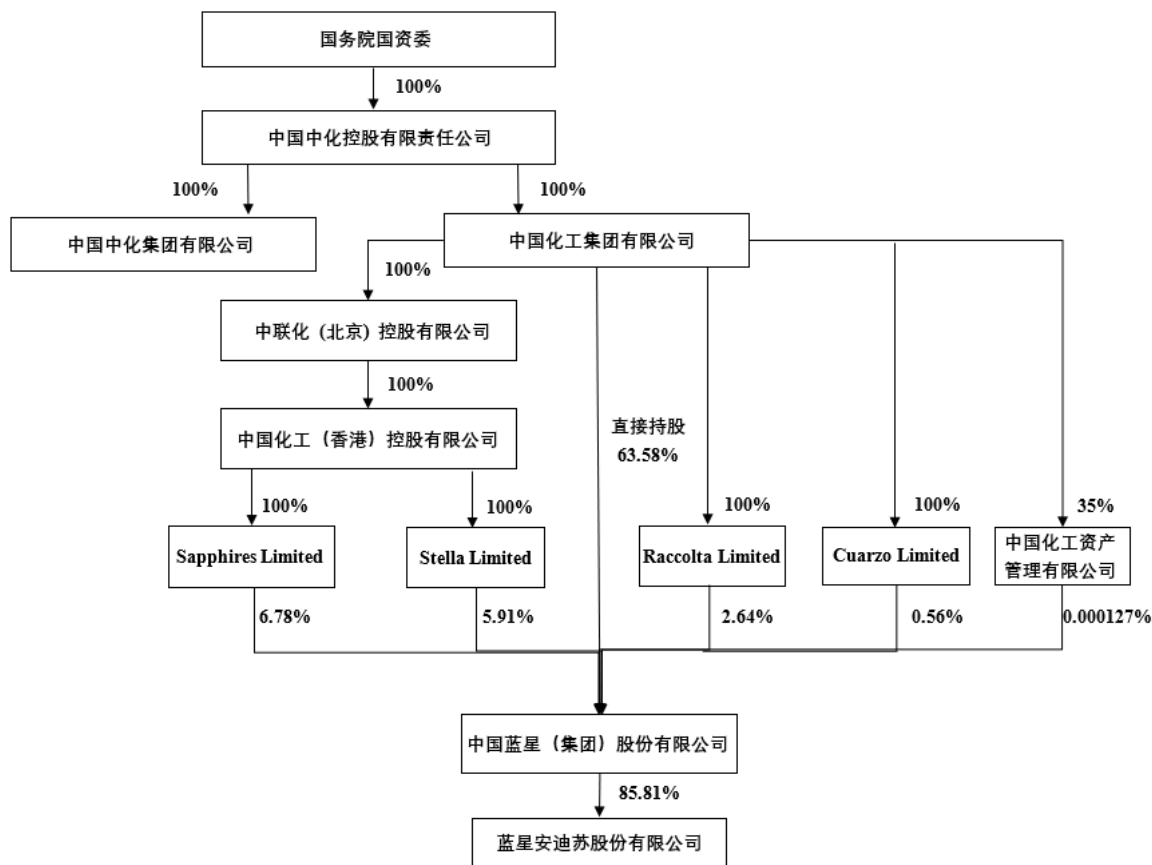 国务院国资委
100%
中国中化控股有限责任公司
100%
100%
中国中化集团有限公司
中国化工集团有限公司
100%
中联化（北京）控股有限公司
100%
中国化工（香港）控股有限公司
直接持股
63.58%
100%
100%
100%
100%
35%
Sapphires Limited
Stella Limited
Raccolta Limited
Cuarzo Limited
中国化工资产
管理有限公司
6.78%
5.91%
2.64%
0.56%
0.000127%
中国蓝星（集团）股份有限公司
85.81%
蓝星安迪苏股份有限公司